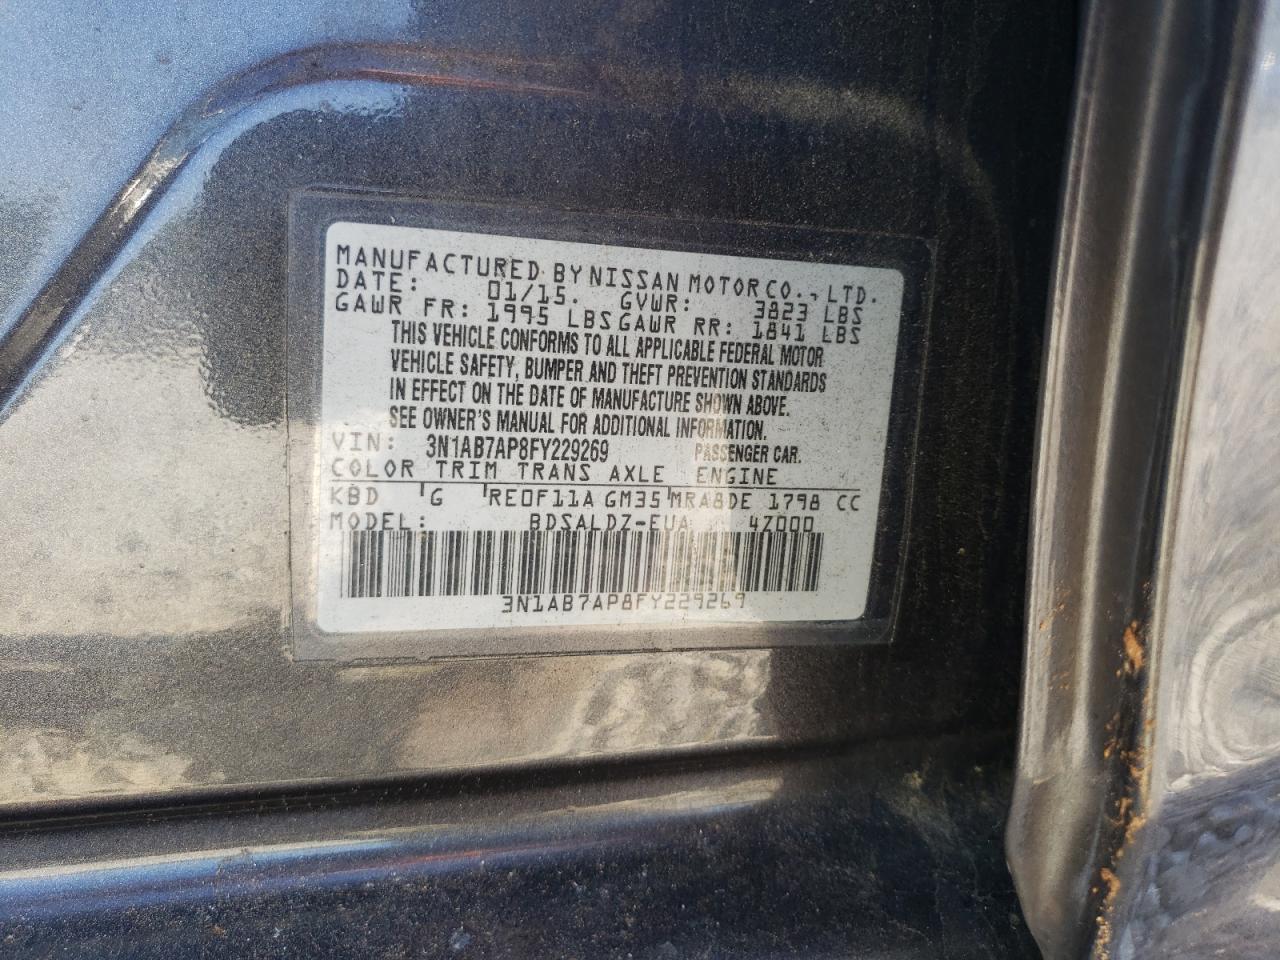 MANUFACTURED BY NISSAN MOTOR CO., LTD.
DATE: 01/15. GVWR: 3823 LBS
GAWR FR: 1995 LBS GAWR RR: 1841 LBS
THIS VEHICLE CONFORMS TO ALL APPLICABLE FEDERAL MOTOR
VEHICLE SAFETY, BUMPER AND THEFT PREVENTION STANDARDS
IN EFFECT ON THE DATE OF MANUFACTURE SHOWN ABOVE.
SEE OWNER'S MANUAL FOR ADDITIONAL INFORMATION.
VIN: 3N1AB7AP8FY229269 PASSENGER CAR.
COLOR TRIM TRANS AXLE ENGINE
KBD G RE0F11A GM35 MRA8DE 1798 CC
MODEL: BDSALDZ-EUA 4Z000
3N1AB7AP8FY229269